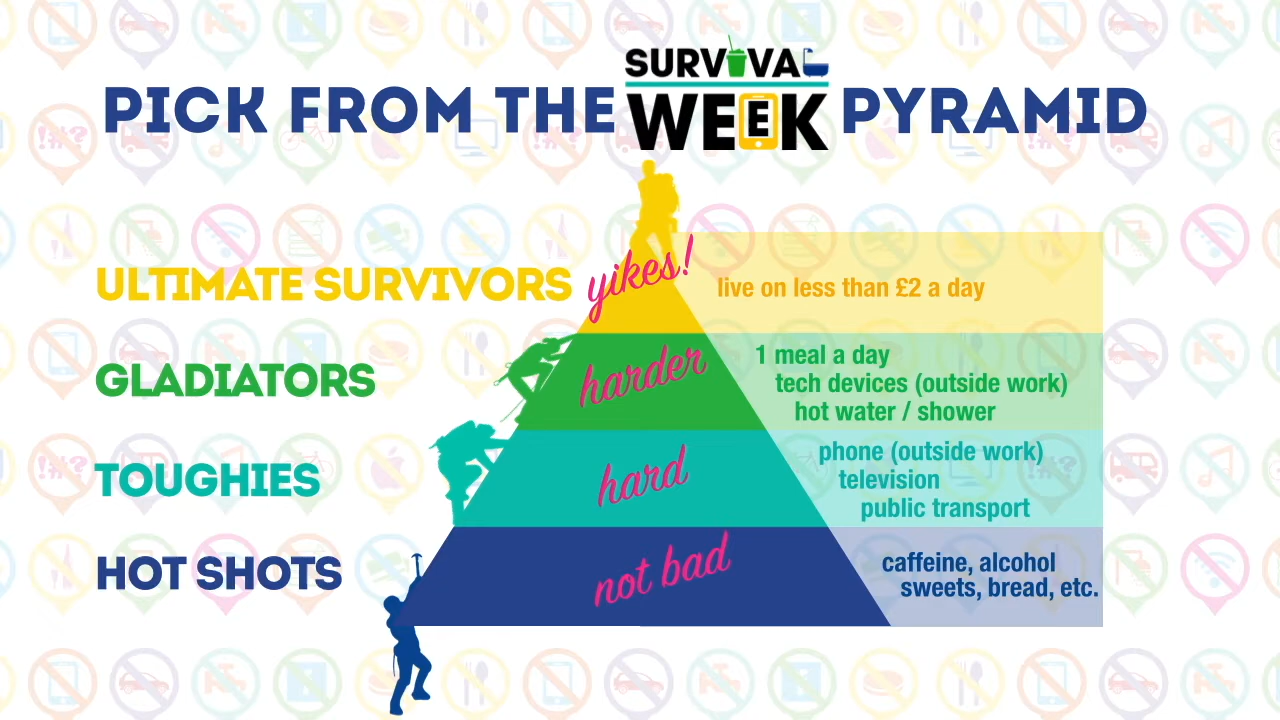 PICK FROM THE SURVIVAL WEEK PYRAMID
ULTIMATE SURVIVORS yikes! live on less than £2 a day
GLADIATORS harder 1 meal a day
tech devices (outside work)
hot water / shower
TOUGHIES hard phone (outside work)
television
public transport
HOT SHOTS not bad caffeine, alcohol
sweets, bread, etc.